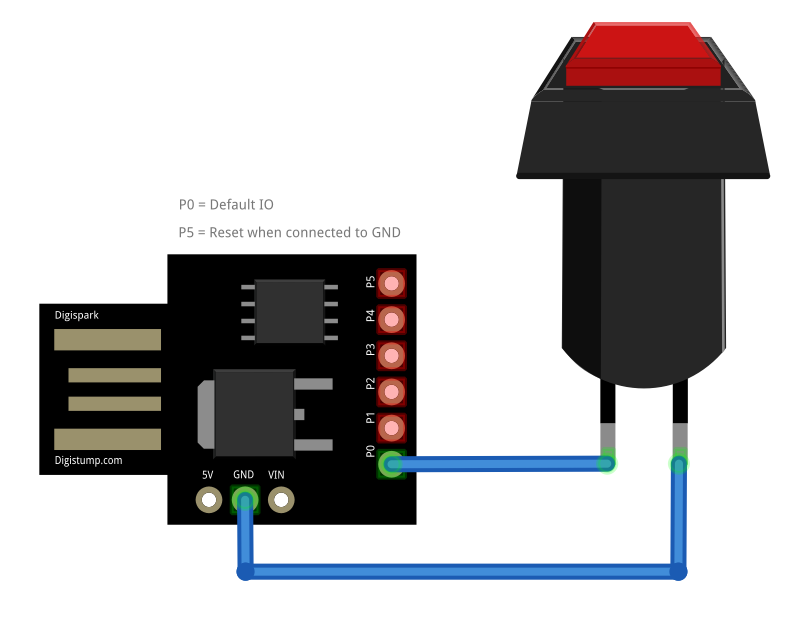 P0 = Default IO
P5 = Reset when connected to GND
Digispark
P5
P4
P3
P2
P1
P0
Digistump.com
5V GND VIN